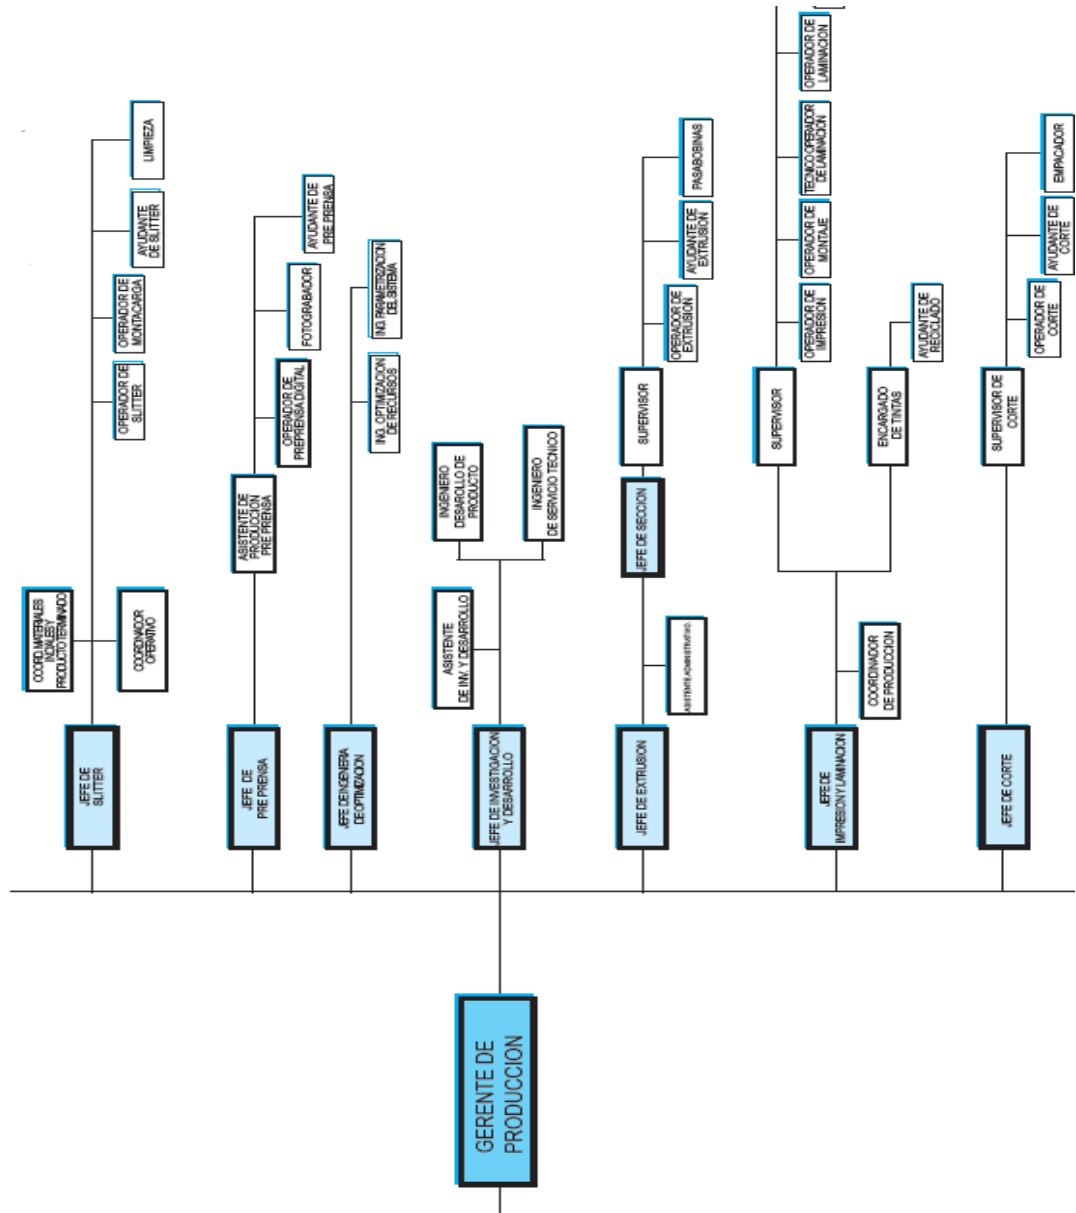 GERENTE DE
PRODUCCION
JEFE DE
SLITTER
COORD MATERIALES
INCIALES Y
PRODUCTO TERMINADO
COORDINADOR
OPERATIVO
OPERADOR DE
SLITTER
OPERADOR DE
MONTACARGA
AYUDANTE
DE SLITTER
LIMPIEZA
JEFE DE
PRE PRENSA
ASISTENTE DE
PRODUCCION
PRE PRENSA
OPERADOR DE
PREPRENSA DIGITAL
FOTOGRABADOR
AYUDANTE DE
PRE PRENSA
JEFE DE INGENIERIA
DE OPTIMIZACION
ING. OPTIMIZACION
DE RECURSOS
ING. PARAMETRIZACION
DEL SISTEMA
JEFE DE INVESTIGACION
Y DESARROLLO
ASISTENTE
DE INV. Y DESARROLLO
INGENIERO
DESAROLLO DE
PRODUCTO
INGENIERO
DE SERVICIO TECNICO
JEFE DE EXTRUSION
ASISTENTE ADMINISTRATIVO.
JEFE DE SECCION
SUPERVISOR
OPERADOR DE
EXTRUSION
AYUDANTE DE
EXTRUSION
PASABOBINAS
JEFE DE
IMPRESION Y LAMINACION
COORDINADOR
DE PRODUCCION
SUPERVISOR
OPERADOR DE
IMPRESION
OPERADOR DE
MONTAJE
TECNICO OPERADOR
DE LAMINACION
OPERADOR DE
LAMINACION
ENCARGADO
DE TINTAS
AYUDANTE DE
RECICLADO
JEFE DE CORTE
SUPERVISOR DE
CORTE
OPERADOR DE
CORTE
AYUDANTE DE
CORTE
EMPACADOR